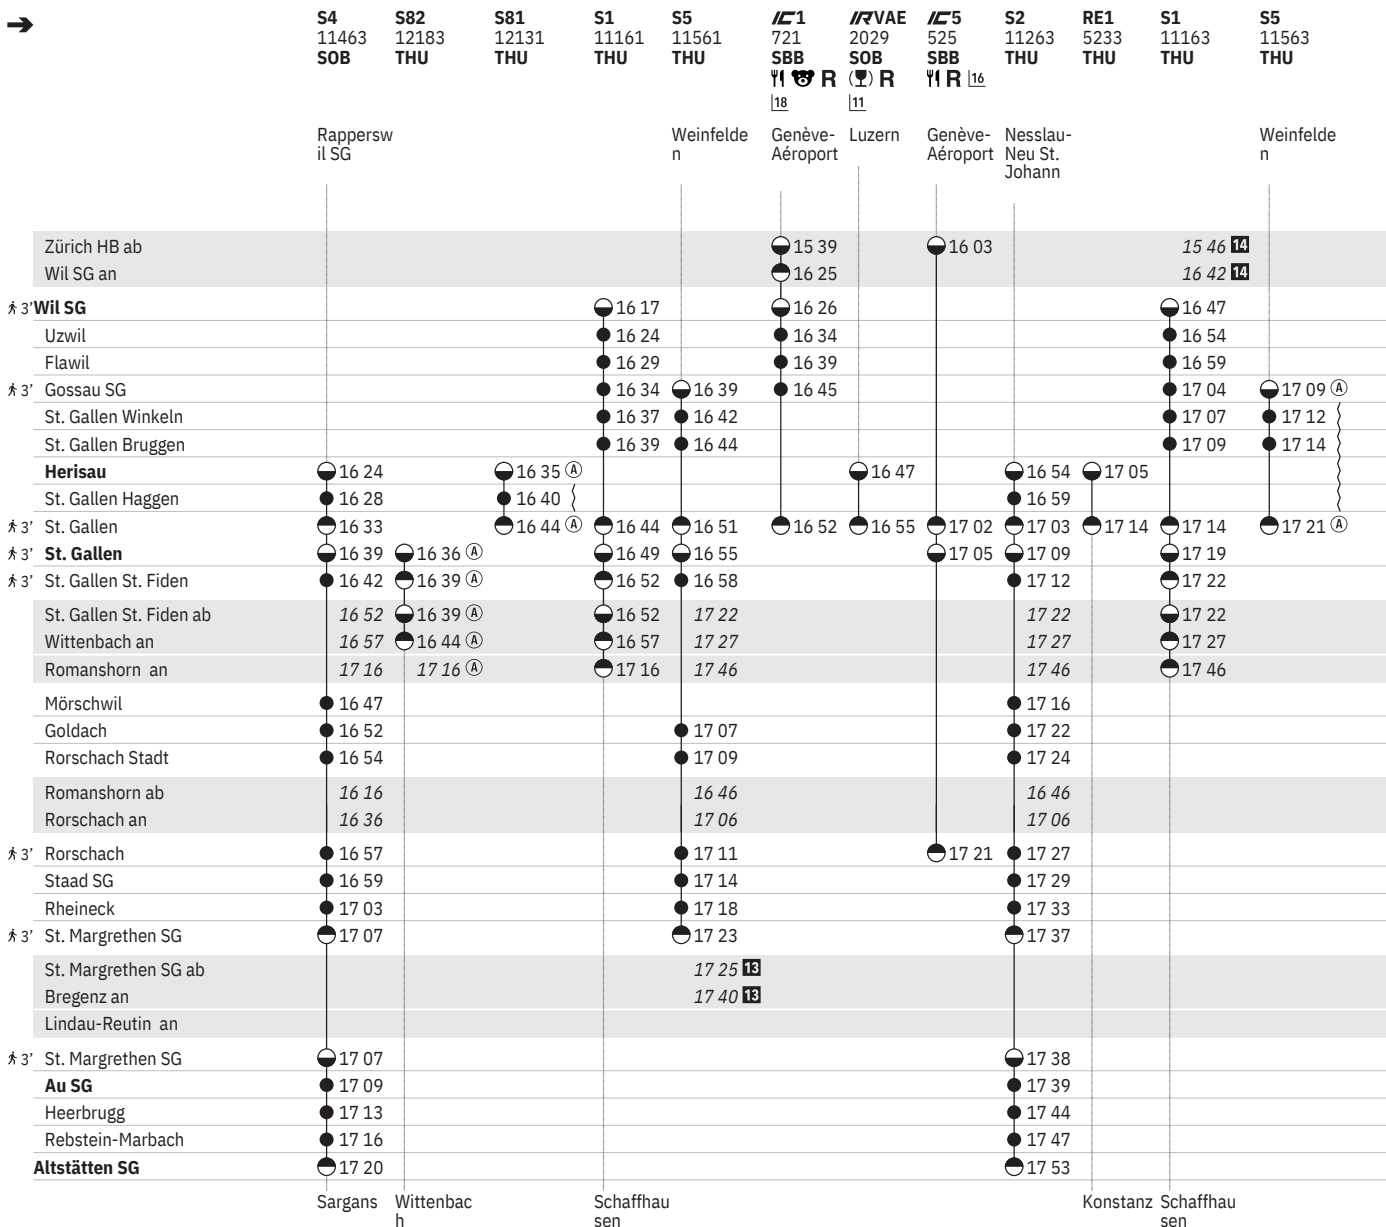 ➔ S4 S82 S81 S1 S5 IC1 IRVAE IC5 S2 RE1 S1 S5
11463 12183 12131 11161 11561 721 2029 525 11263 5233 11163 11563
SOB THU THU THU THU SBB SOB SBB THU THU THU THU
R R R 16
18 11
Rappersw Weinfelde Genève- Luzern Genève- Nesslau- Weinfelde
il SG n Aéroport Aéroport Neu St. n
Johann
Zürich HB ab 15 39 16 03 15 46 14
Wil SG an 16 25 16 42 14
3' Wil SG 16 17 16 26 16 47
Uzwil 16 24 16 34 16 54
Flawil 16 29 16 39 16 59
3' Gossau SG 16 34 16 39 16 45 17 04 17 09 Ⓐ
St. Gallen Winkeln 16 37 16 42 17 07 17 12
St. Gallen Bruggen 16 39 16 44 17 09 17 14
Herisau 16 24 16 35 Ⓐ 16 47 16 54 17 05
St. Gallen Haggen 16 28 16 40 16 59
3' St. Gallen 16 33 16 44 Ⓐ 16 44 16 51 16 52 16 55 17 02 17 03 17 14 17 14 17 21 Ⓐ
3' St. Gallen 16 39 16 36 Ⓐ 16 49 16 55 17 05 17 09 17 19
3' St. Gallen St. Fiden 16 42 16 39 Ⓐ 16 52 16 58 17 12 17 22
St. Gallen St. Fiden ab 16 52 16 39 Ⓐ 16 52 17 22 17 22 17 22
Wittenbach an 16 57 16 44 Ⓐ 16 57 17 27 17 27 17 27
Romanshorn an 17 16 17 16 Ⓐ 17 16 17 46 17 46 17 46
Mörschwil 16 47 17 16
Goldach 16 52 17 07 17 22
Rorschach Stadt 16 54 17 09 17 24
Romanshorn ab 16 16 16 46 16 46
Rorschach an 16 36 17 06 17 06
3' Rorschach 16 57 17 11 17 21 17 27
Staad SG 16 59 17 14 17 29
Rheineck 17 03 17 18 17 33
3' St. Margrethen SG 17 07 17 23 17 37
St. Margrethen SG ab 17 25 13
Bregenz an 17 40 13
Lindau-Reutin an
3' St. Margrethen SG 17 07 17 38
Au SG 17 09 17 39
Heerbrugg 17 13 17 44
Rebstein-Marbach 17 16 17 47
Altstätten SG 17 20 17 53
Sargans Wittenbac Schaffhau Konstanz Schaffhau
h sen sen